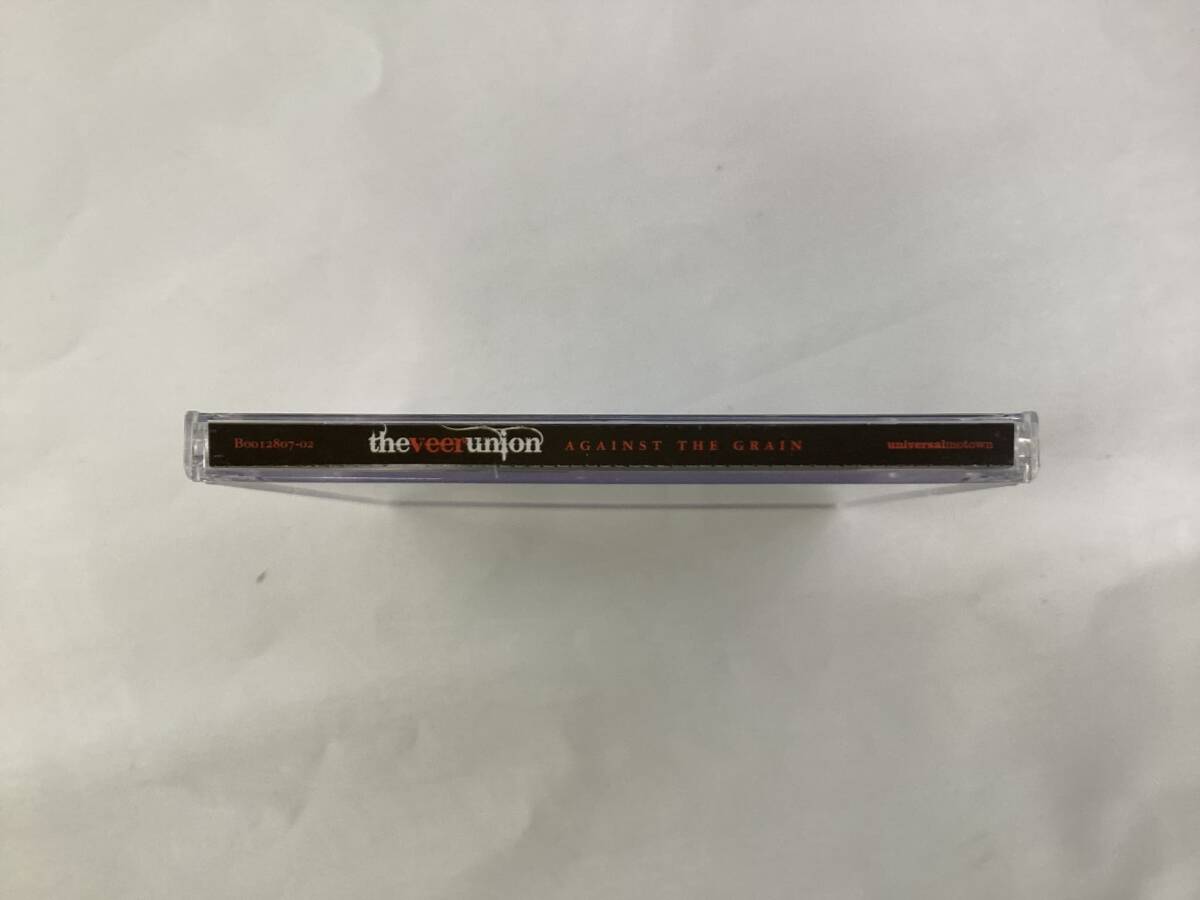 B0012807-02 theveerunion AGAINST THE GRAIN universalmotown